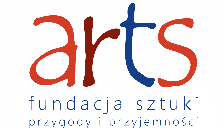 arts
fundacja sztuki
przygody i przyjemności